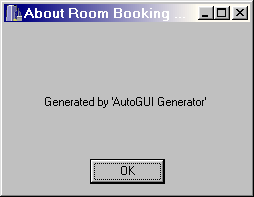 About Room Booking ...
Generated by 'AutoGUI Generator'
OK